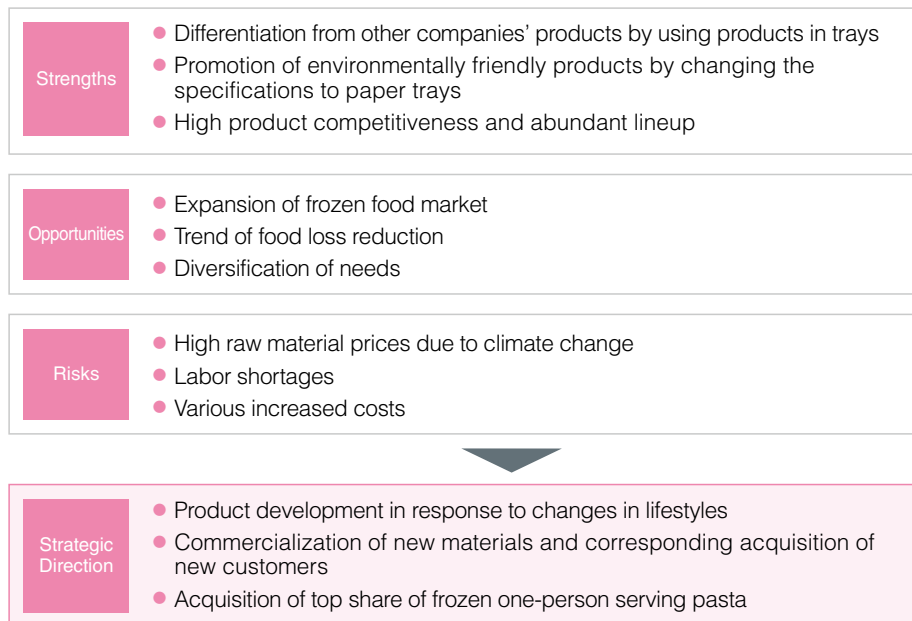 Strengths
● Differentiation from other companies’ products by using products in trays
● Promotion of environmentally friendly products by changing the
specifications to paper trays
● High product competitiveness and abundant lineup
Opportunities
● Expansion of frozen food market
● Trend of food loss reduction
● Diversification of needs
Risks
● High raw material prices due to climate change
● Labor shortages
● Various increased costs
Strategic
Direction
● Product development in response to changes in lifestyles
● Commercialization of new materials and corresponding acquisition of
new customers
● Acquisition of top share of frozen one-person serving pasta